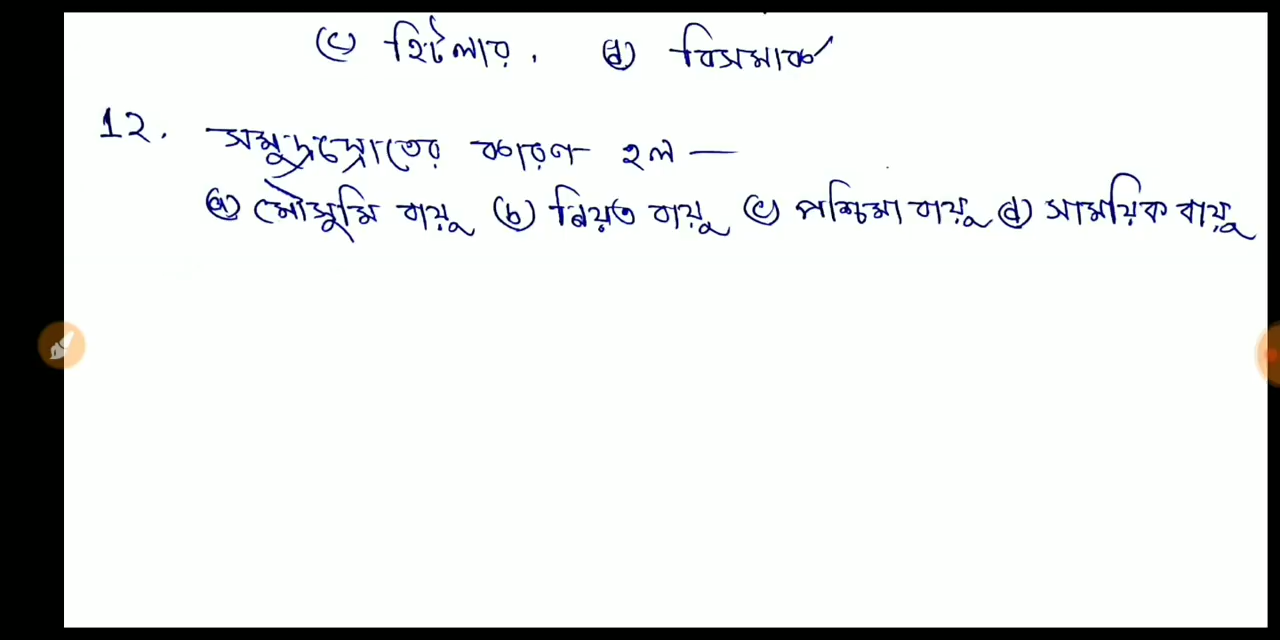 (c) হিটলার. (d) বিসমার্ক
12. সমুদ্রস্রোতের কারণ হল —
(a) মৌসুমি বায়ু (b) নিয়ত বায়ু (c) পশ্চিমা বায়ু (d) সাময়িক বায়ু